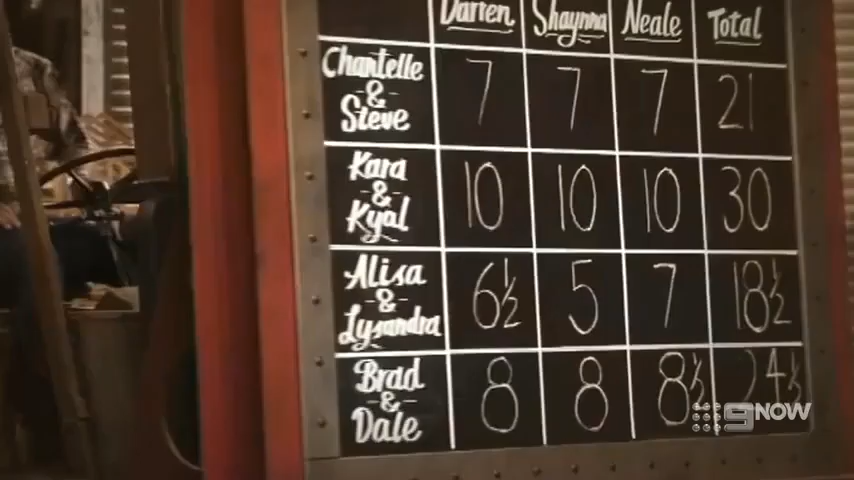 Darren Shaynna Neale Total
Chantelle & Steve 7 7 7 21
Kara & Kyal 10 10 10 30
Alisa & Lysandra 6½ 5 7 18½
Brad & Dale 8 8 8½ 24½
9NOW